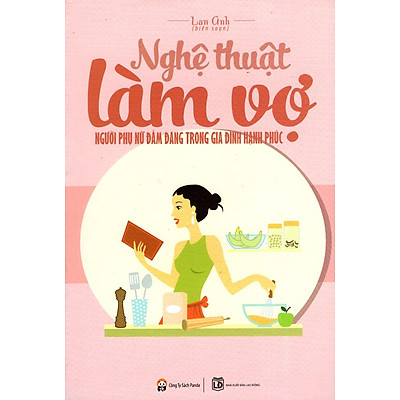 Lan Anh
(biên soạn)
Nghệ thuật
làm vợ
NGƯỜI PHỤ NỮ ĐẢM ĐANG TRONG GIA ĐÌNH HẠNH PHÚC
Công Ty Sách Panda
LĐ
NHÀ XUẤT BẢN LAO ĐỘNG